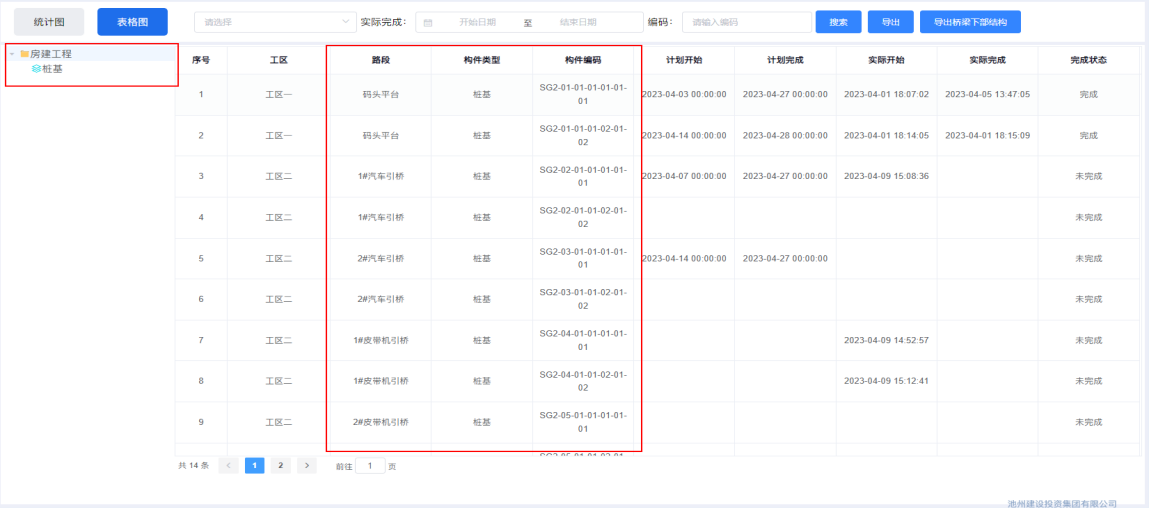 统计图 表格图 请选择 实际完成： 开始日期 至 结束日期 编码： 请输入编码 搜索 导出 导出桥梁下部结构
房建工程
桩基
序号 工区 路段 构件类型 构件编码 计划开始 计划完成 实际开始 实际完成 完成状态
1 工区一 码头平台 桩基 SG2-01-01-01-01-01 2023-04-03 00:00:00 2023-04-27 00:00:00 2023-04-01 18:07:02 2023-04-05 13:47:05 完成
2 工区一 码头平台 桩基 SG2-01-01-01-02-01-02 2023-04-14 00:00:00 2023-04-28 00:00:00 2023-04-01 18:14:05 2023-04-01 18:15:09 完成
3 工区二 1#汽车引桥 桩基 SG2-02-01-01-01-01-01 2023-04-07 00:00:00 2023-04-27 00:00:00 2023-04-09 15:08:36 未完成
4 工区二 1#汽车引桥 桩基 SG2-02-01-01-02-01-02 未完成
5 工区二 2#汽车引桥 桩基 SG2-03-01-01-01-01-01 2023-04-14 00:00:00 2023-04-27 00:00:00 未完成
6 工区二 2#汽车引桥 桩基 SG2-03-01-01-02-01-02 未完成
7 工区二 1#皮带机引桥 桩基 SG2-04-01-01-01-01-01 2023-04-09 14:52:57 未完成
8 工区二 1#皮带机引桥 桩基 SG2-04-01-01-02-01-02 2023-04-09 15:12:41 未完成
9 工区二 2#皮带机引桥 桩基 SG2-05-01-01-01-01-01 未完成
共 14 条 < 1 2 > 前往 1 页
池州建设投资集团有限公司